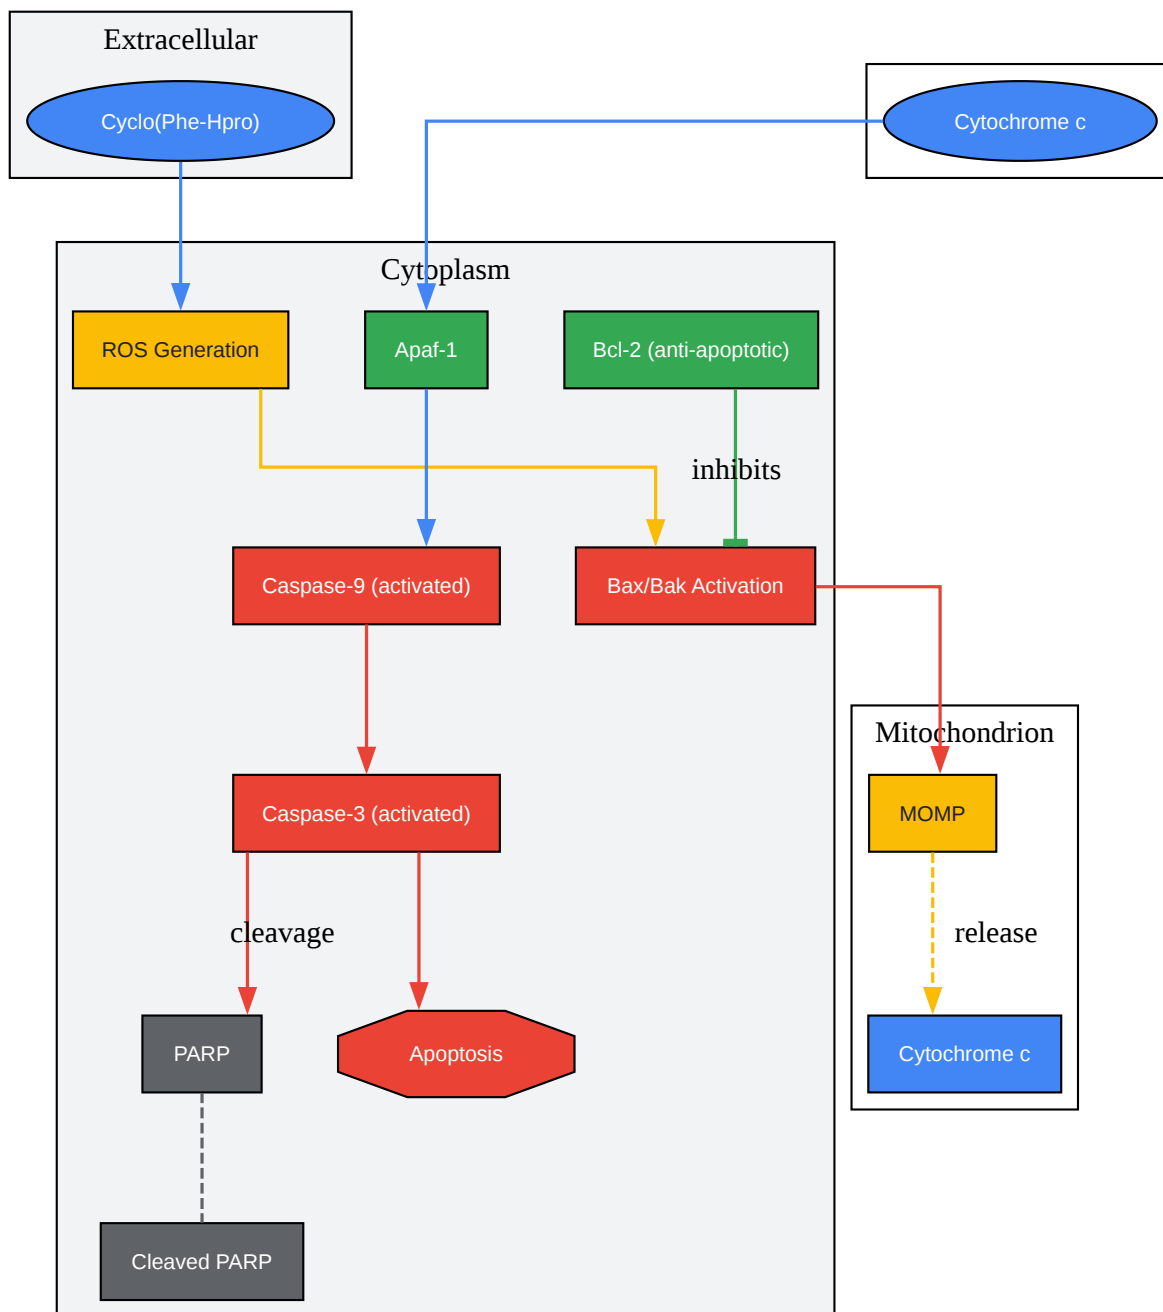 Extracellular
Cyclo(Phe-Hpro)
Cytochrome c
Cytoplasm
ROS Generation
Apaf-1
Bcl-2 (anti-apoptotic)
inhibits
Caspase-9 (activated)
Bax/Bak Activation
Mitochondrion
Caspase-3 (activated)
MOMP
cleavage
release
PARP
Apoptosis
Cytochrome c
Cleaved PARP